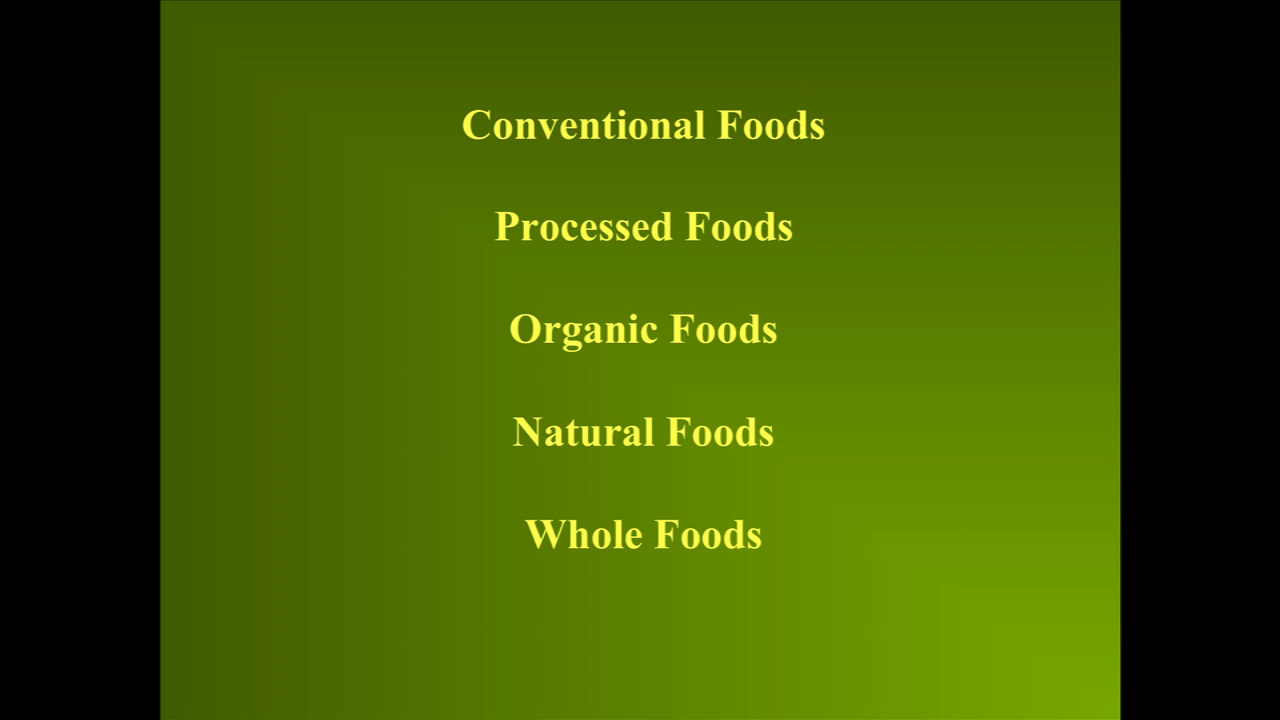 Conventional Foods
Processed Foods
Organic Foods
Natural Foods
Whole Foods